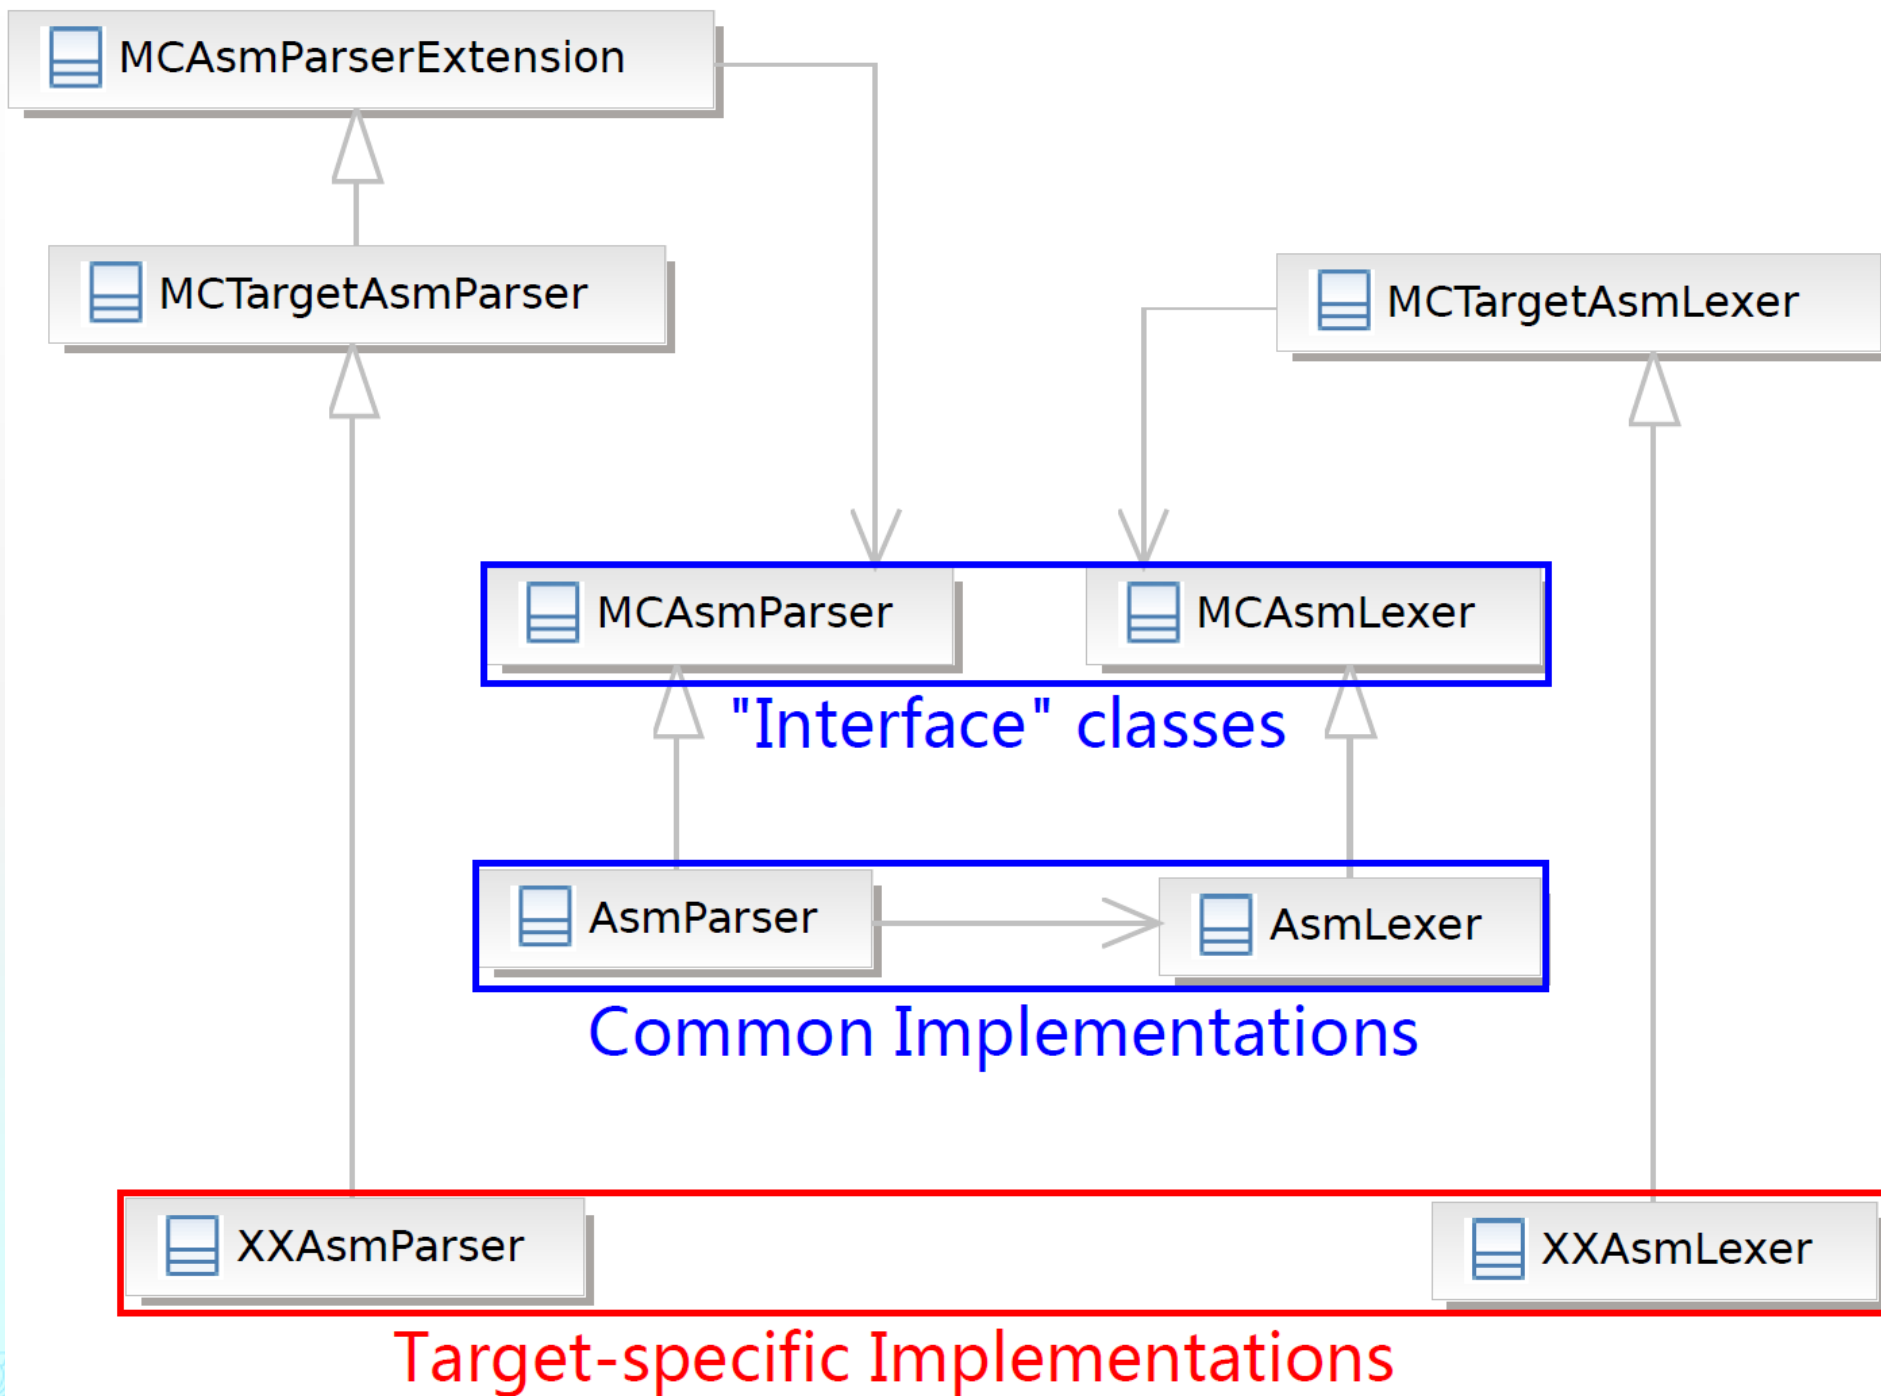 MCAsmParserExtension
MCTargetAsmParser
MCTargetAsmLexer
MCAsmParser
MCAsmLexer
"Interface" classes
AsmParser
AsmLexer
Common Implementations
XXAsmParser
XXAsmLexer
Target-specific Implementations